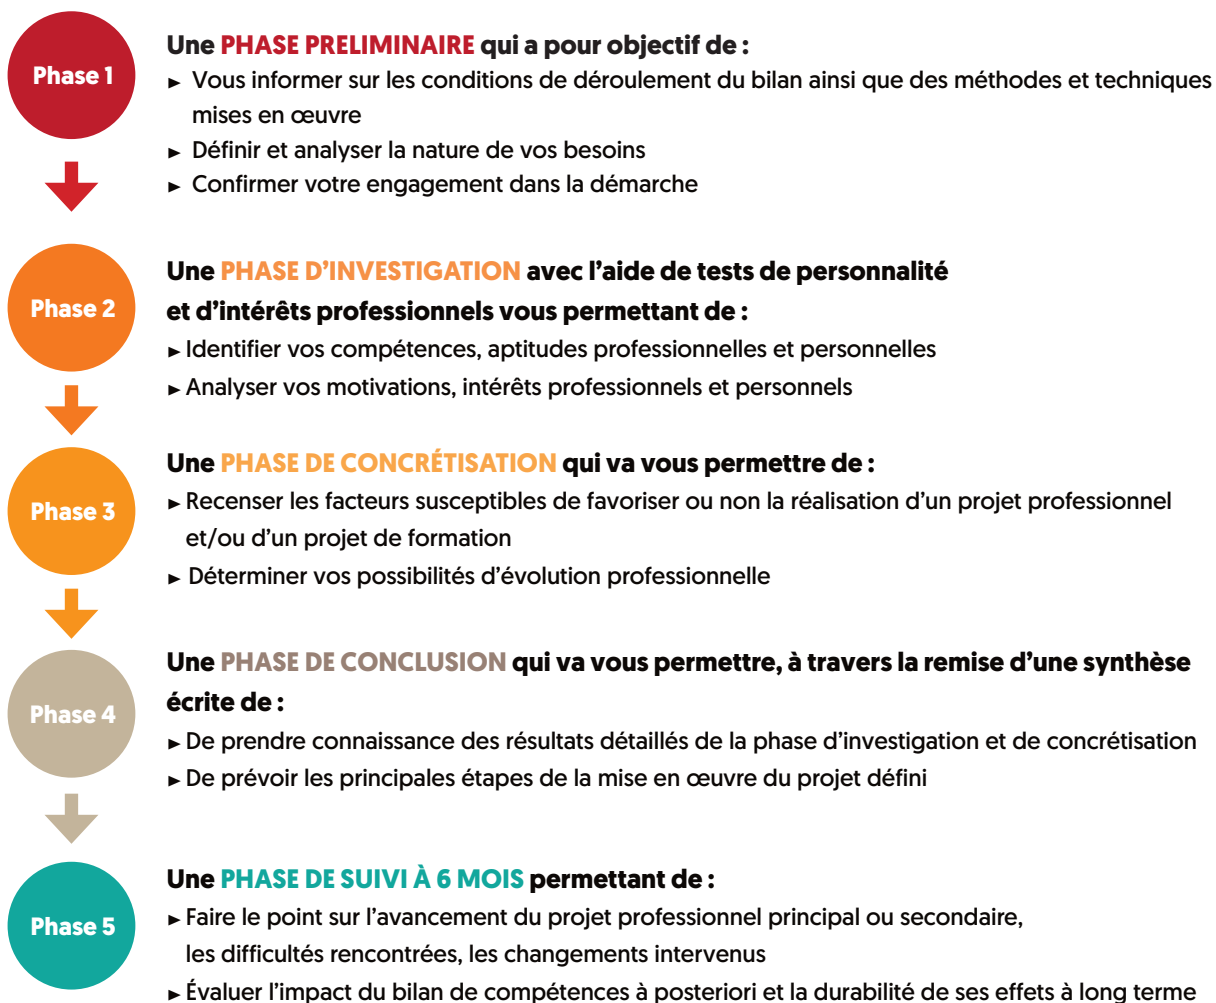 Phase 1
Une PHASE PRELIMINAIRE qui a pour objectif de :
► Vous informer sur les conditions de déroulement du bilan ainsi que des méthodes et techniques
mises en œuvre
► Définir et analyser la nature de vos besoins
► Confirmer votre engagement dans la démarche
Phase 2
Une PHASE D’INVESTIGATION avec l’aide de tests de personnalité
et d’intérêts professionnels vous permettant de :
► Identifier vos compétences, aptitudes professionnelles et personnelles
► Analyser vos motivations, intérêts professionnels et personnels
Phase 3
Une PHASE DE CONCRÉTISATION qui va vous permettre de :
► Recenser les facteurs susceptibles de favoriser ou non la réalisation d’un projet professionnel
et/ou d’un projet de formation
► Déterminer vos possibilités d’évolution professionnelle
Phase 4
Une PHASE DE CONCLUSION qui va vous permettre, à travers la remise d’une synthèse
écrite de :
► De prendre connaissance des résultats détaillés de la phase d’investigation et de concrétisation
► De prévoir les principales étapes de la mise en œuvre du projet défini
Phase 5
Une PHASE DE SUIVI À 6 MOIS permettant de :
► Faire le point sur l’avancement du projet professionnel principal ou secondaire,
les difficultés rencontrées, les changements intervenus
► Évaluer l’impact du bilan de compétences à posteriori et la durabilité de ses effets à long terme